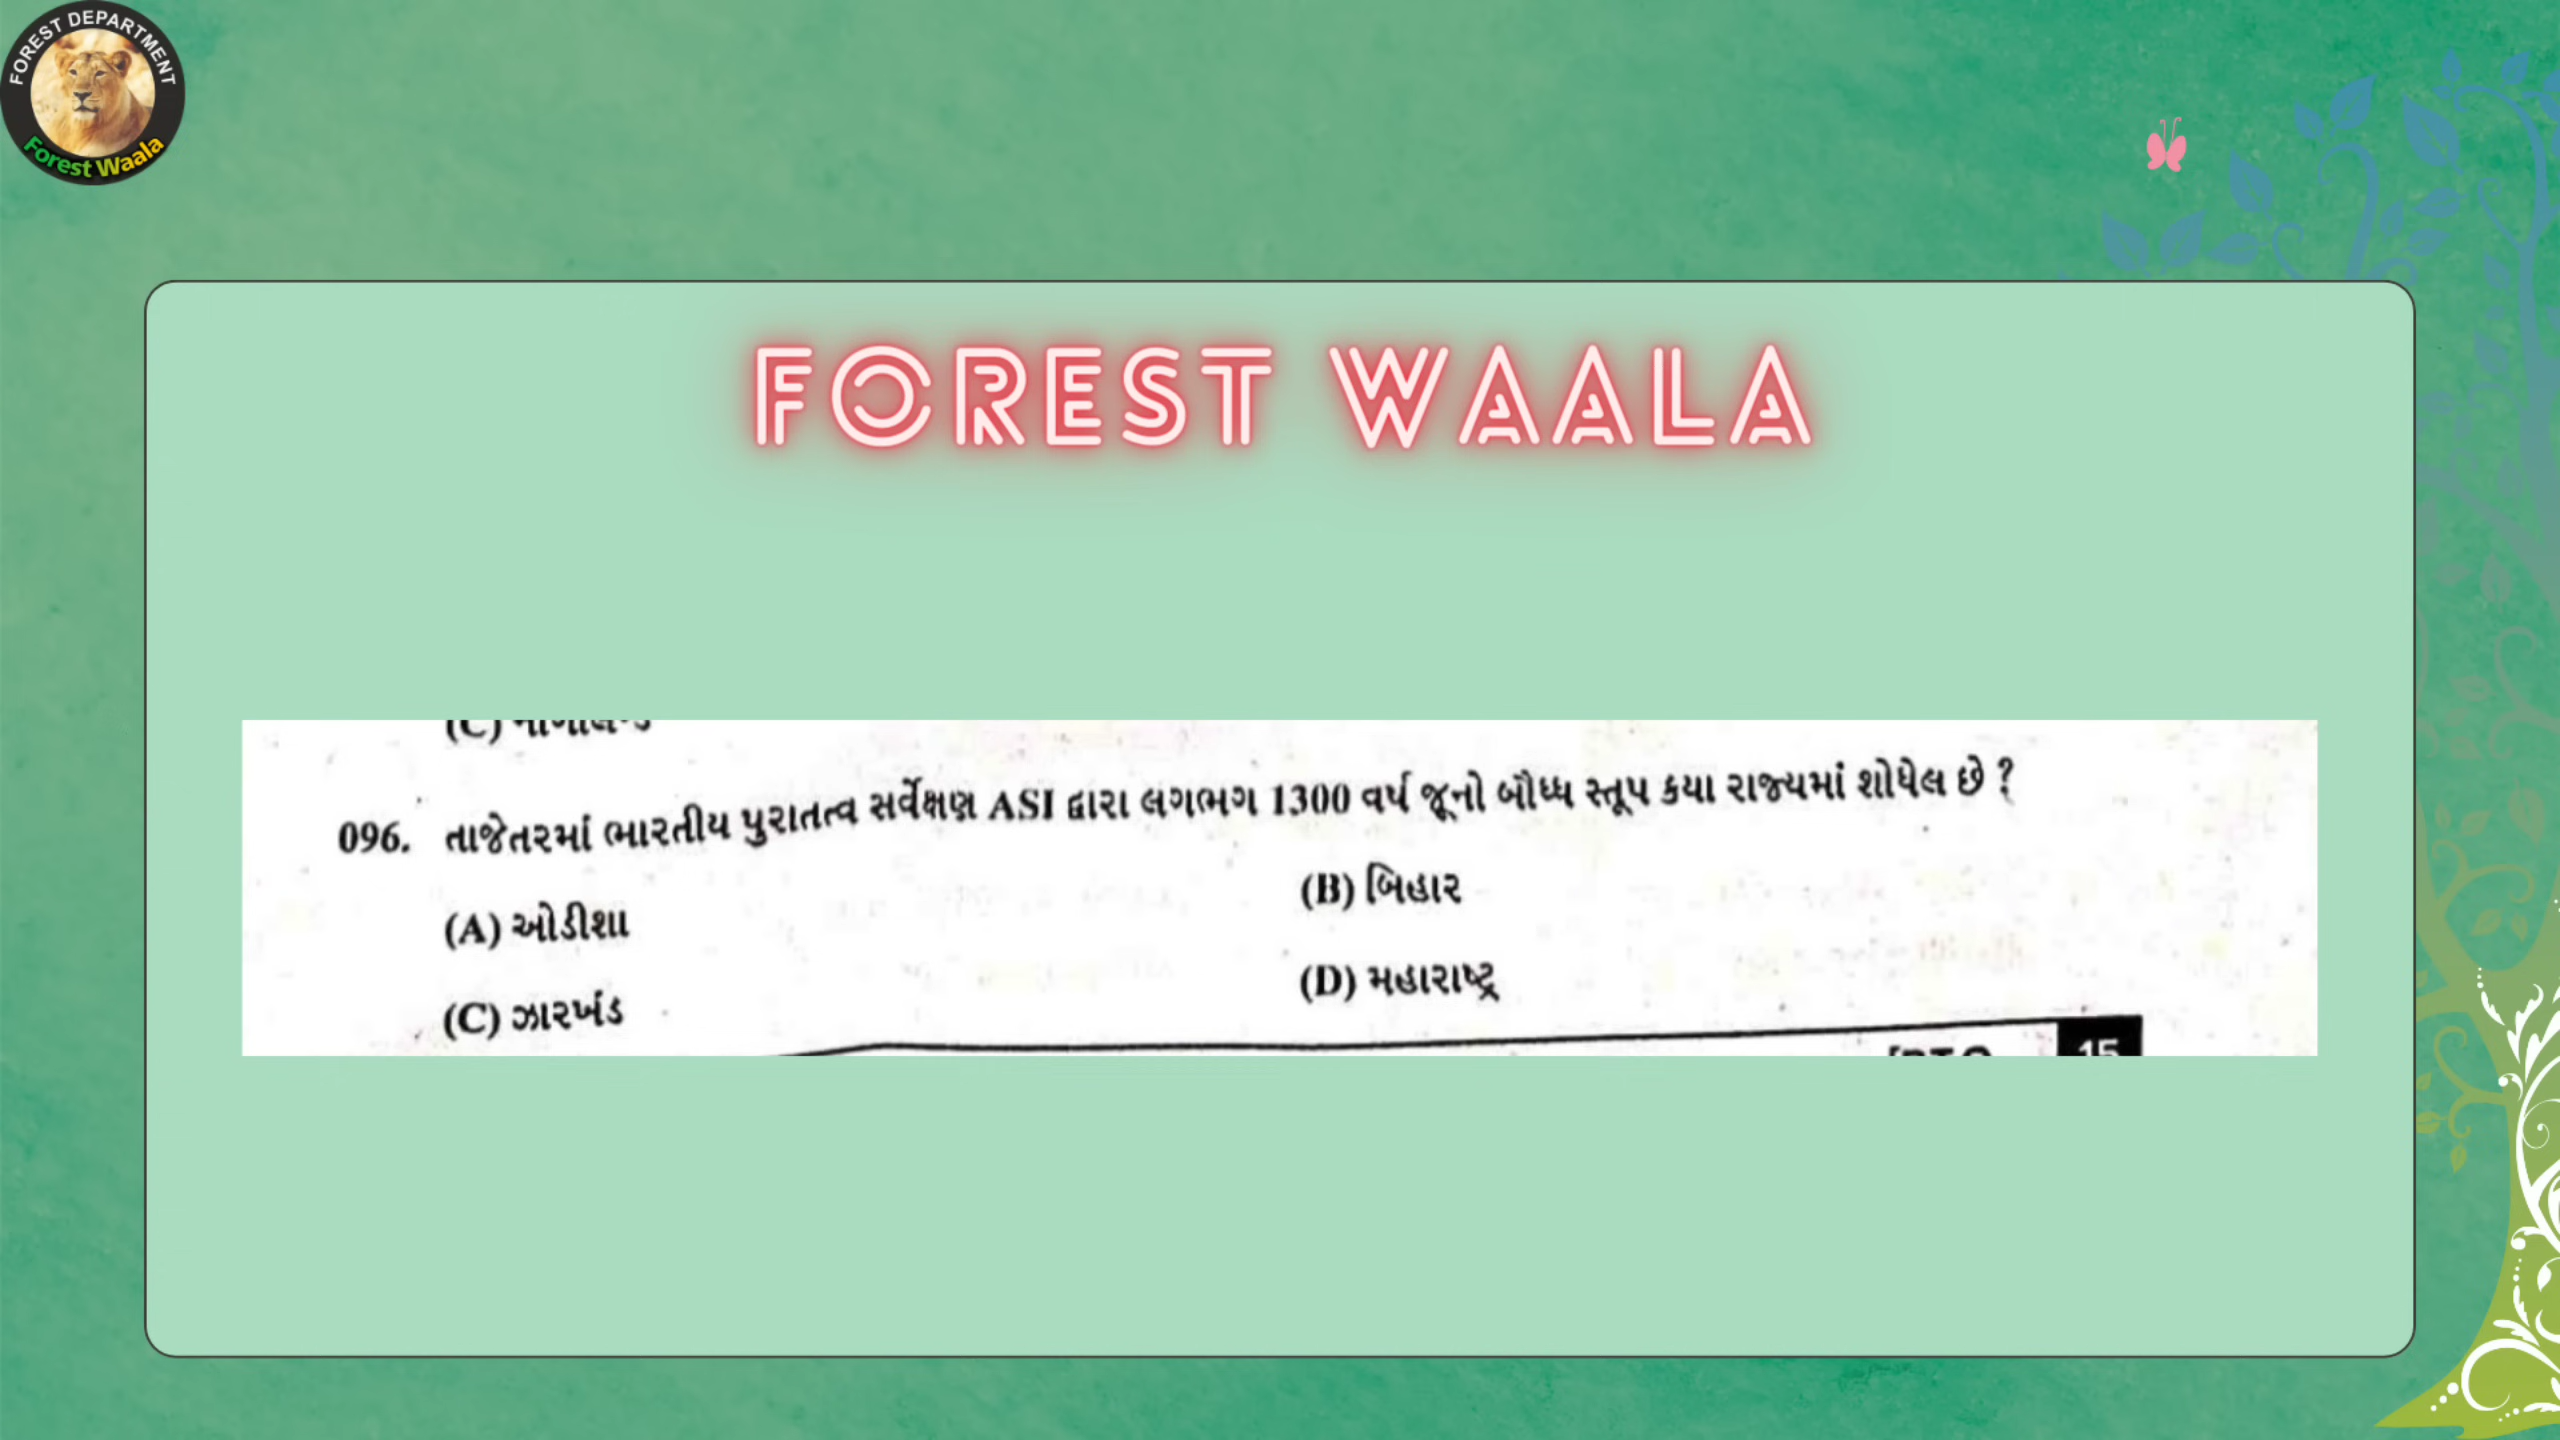 FOREST DEPARTMENT
Forest Waala
FOREST WAALA
096. તાજેતરમાં ભારતીય પુરાતત્વ સર્વેક્ષણ ASI દ્વારા લગભગ 1300 વર્ષ જૂનો બૌધ્ધ સ્તૂપ કયા રાજ્યમાં શોધેલ છે ?
(A) ઓડીશા
(B) બિહાર
(C) ઝારખંડ
(D) મહારાષ્ટ્ર
15